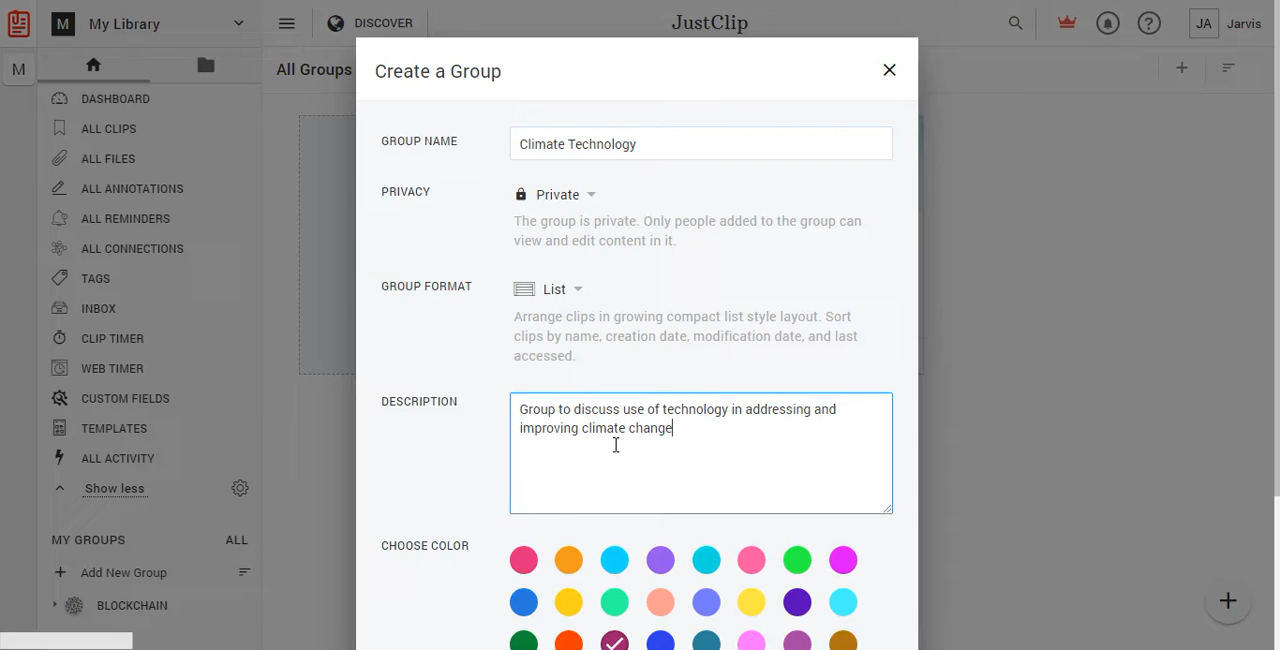 M My Library
DISCOVER
JustClip
JA Jarvis
M
DASHBOARD
ALL CLIPS
ALL FILES
ALL ANNOTATIONS
ALL REMINDERS
ALL CONNECTIONS
TAGS
INBOX
CLIP TIMER
WEB TIMER
CUSTOM FIELDS
TEMPLATES
ALL ACTIVITY
Show less
MY GROUPS ALL
Add New Group
BLOCKCHAIN
All Groups
Create a Group
GROUP NAME
Climate Technology
PRIVACY
Private
The group is private. Only people added to the group can
view and edit content in it.
GROUP FORMAT
List
Arrange clips in growing compact list style layout. Sort
clips by name, creation date, modification date, and last
accessed.
DESCRIPTION
Group to discuss use of technology in addressing and
improving climate change
CHOOSE COLOR